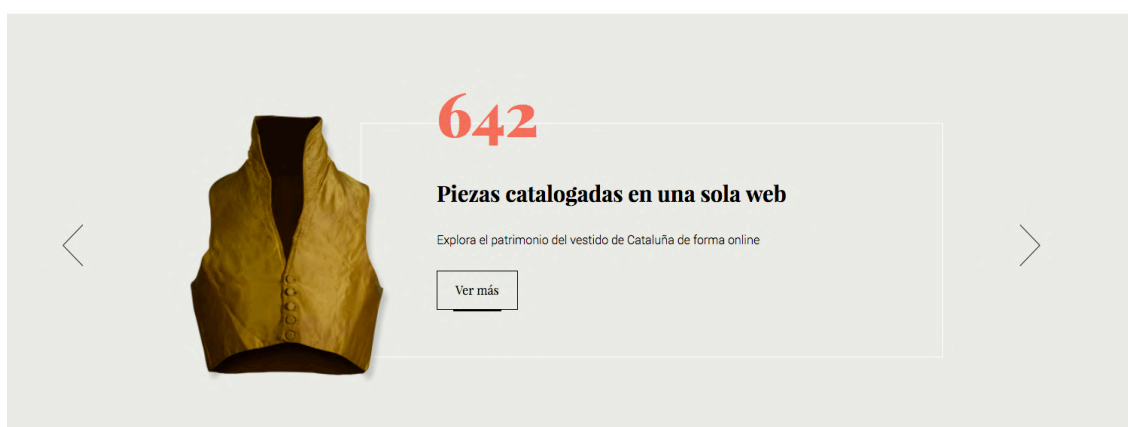 642
Piezas catalogadas en una sola web
Explora el patrimonio del vestido de Cataluña de forma online
Ver más